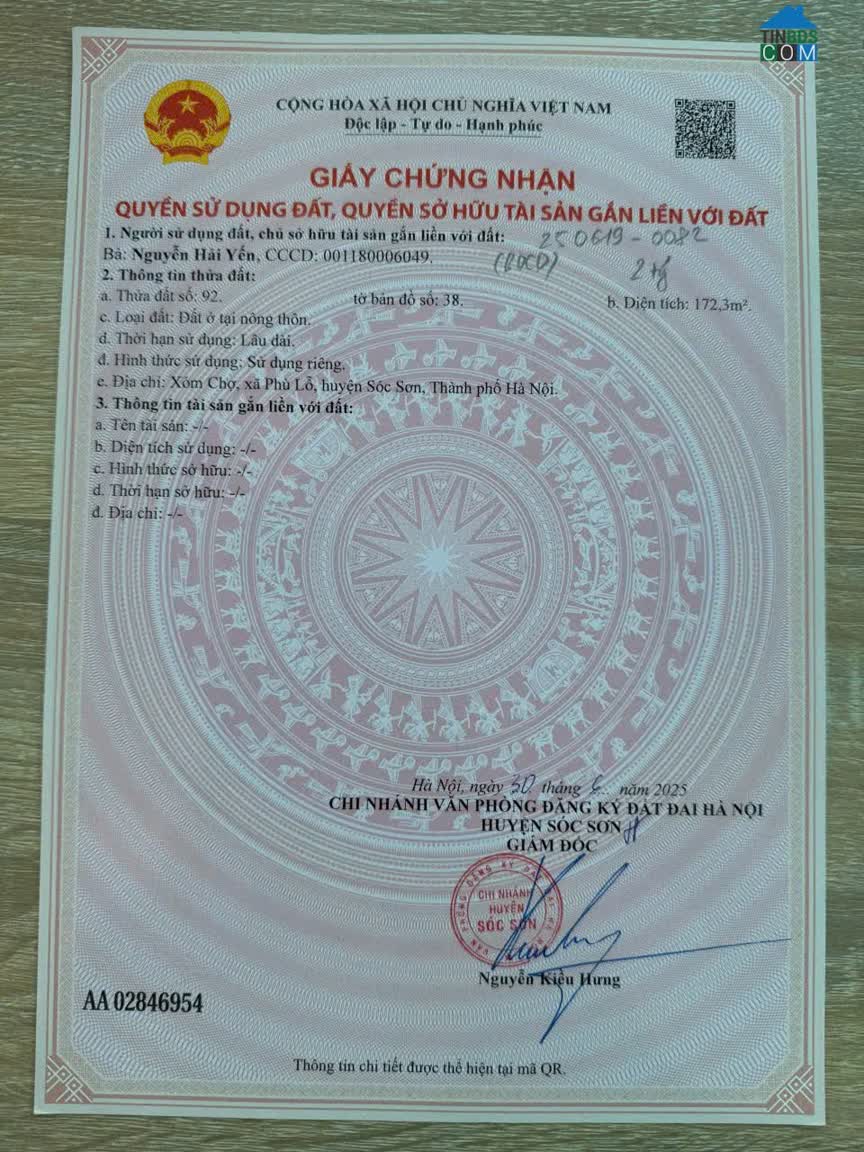 TINBDS
COM
CỘNG HÒA XÃ HỘI CHỦ NGHĨA VIỆT NAM
Độc lập - Tự do - Hạnh phúc
GIẤY CHỨNG NHẬN
QUYỀN SỬ DỤNG ĐẤT, QUYỀN SỞ HỮU TÀI SẢN GẮN LIỀN VỚI ĐẤT
1. Người sử dụng đất, chủ sở hữu tài sản gắn liền với đất: 250619-0082
Bà: Nguyễn Hải Yến, CCCD: 001180006049.
2. Thông tin thửa đất:
a. Thửa đất số: 92. tờ bản đồ số: 38. b. Diện tích: 172,3m².
c. Loại đất: Đất ở tại nông thôn.
d. Thời hạn sử dụng: Lâu dài.
đ. Hình thức sử dụng: Sử dụng riêng.
e. Địa chỉ: Xóm Chợ, xã Phù Lỗ, huyện Sóc Sơn, Thành phố Hà Nội.
3. Thông tin tài sản gắn liền với đất:
a. Tên tài sản: -/-
b. Diện tích sử dụng: -/-
c. Hình thức sở hữu: -/-
d. Thời hạn sở hữu: -/-
đ. Địa chỉ: -/-
Hà Nội, ngày 30 tháng 6 năm 2025
CHI NHÁNH VĂN PHÒNG ĐĂNG KÝ ĐẤT ĐAI HÀ NỘI
HUYỆN SÓC SƠN
GIÁM ĐỐC
CHI NHÁNH
HUYỆN
SÓC SƠN
Nguyễn Kiều Hưng
AA 02846954
Thông tin chi tiết được thể hiện tại mã QR.